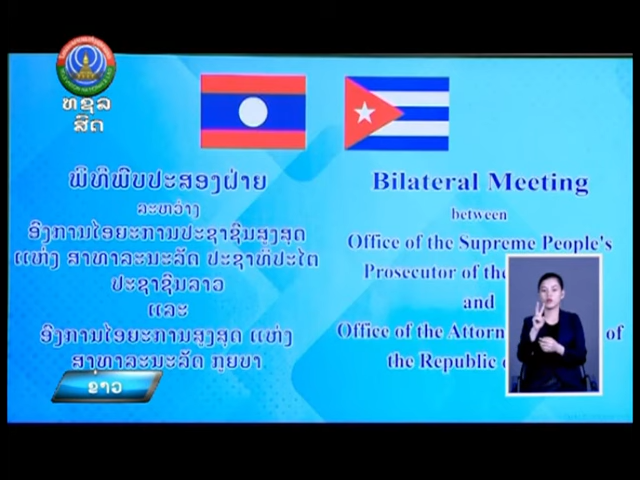 ທຊລ
ສົດ
ພິທີພົບປະສອງຝ່າຍ
ລະຫວ່າງ
ອົງການໄອຍະການປະຊາຊົນສູງສຸດ
ແຫ່ງ ສາທາລະນະລັດ ປະຊາທິປະໄຕ
ປະຊາຊົນລາວ
ແລະ
ອົງການໄອຍະການສູງສຸດ ແຫ່ງ
ສາທາລະນະລັດ ກູຍບາ
Bilateral Meeting
between
Office of the Supreme People's
Prosecutor of the
and
Office of the of
the Republic
ຂ່າວ